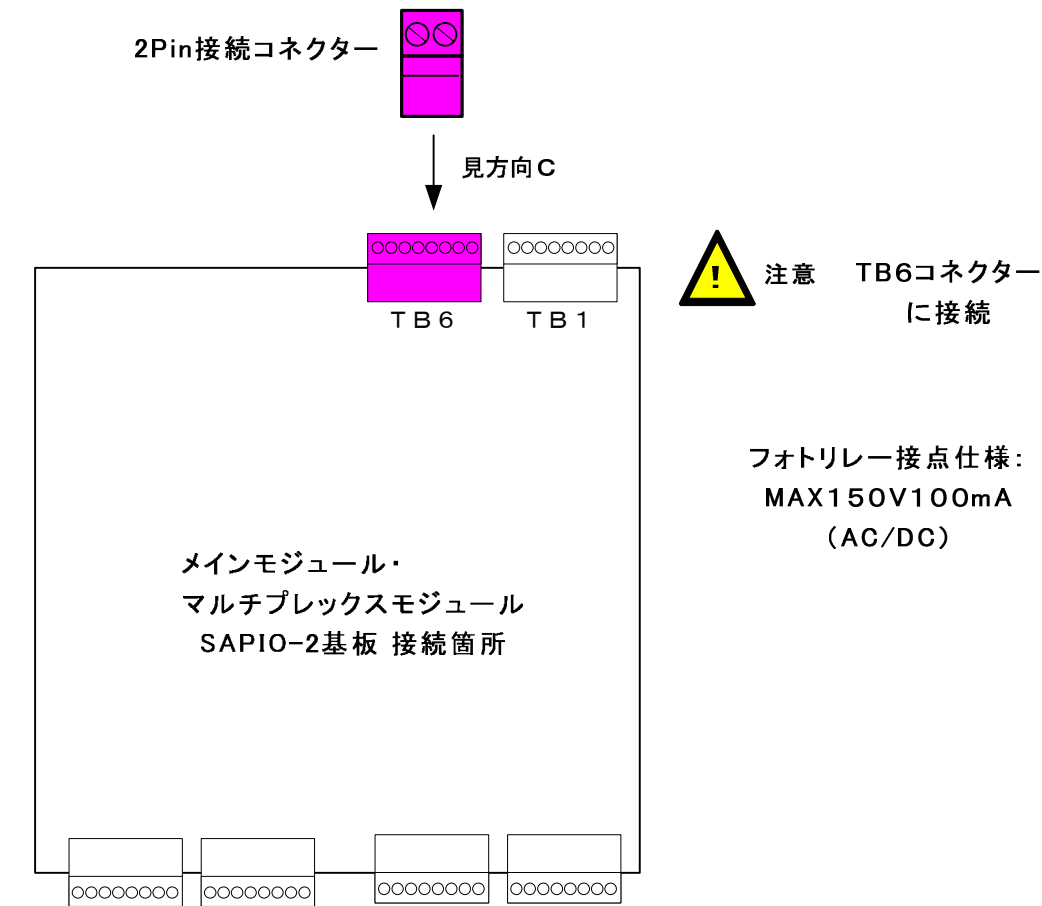 2Pin接続コネクター
見方向C
!
注意 TB6コネクター
に接続
TB6 TB1
フォトリレー接点仕様:
MAX150V100mA
(AC/DC)
メインモジュール・
マルチプレックスモジュール
SAPIO-2基板 接続箇所